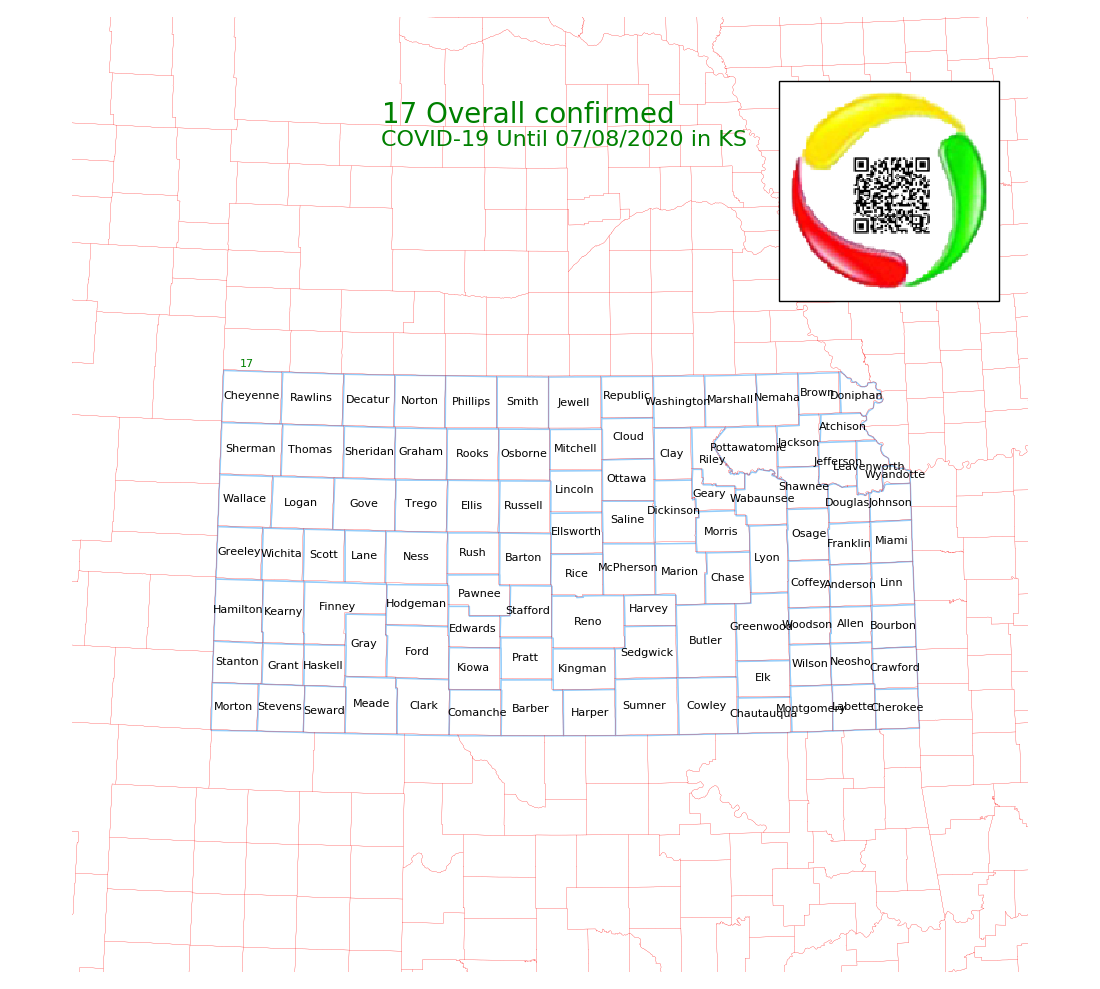 17 Overall confirmed
COVID-19 Until 07/08/2020 in KS
17
Cheyenne Rawlins Decatur Norton Phillips Smith Jewell Republic Washington Marshall Nemaha Brown Doniphan
Atchison
Sherman Thomas Sheridan Graham Rooks Osborne Mitchell Cloud Clay Riley Pottawatomie Jackson Jefferson Leavenworth Wyandotte
Wallace Logan Gove Trego Ellis Russell Lincoln Ottawa Dickinson Geary Wabaunsee Shawnee Douglas Johnson
Ellsworth Saline Morris Osage Franklin Miami
Greeley Wichita Scott Lane Ness Rush Barton Rice McPherson Marion Chase Lyon Coffey Anderson Linn
Hamilton Kearny Finney Hodgeman Pawnee Stafford Reno Harvey Greenwood Woodson Allen Bourbon
Gray Ford Edwards Sedgwick Butler
Stanton Grant Haskell Kiowa Pratt Kingman Elk Wilson Neosho Crawford
Morton Stevens Seward Meade Clark Comanche Barber Harper Sumner Cowley Chautauqua Montgomery Labette Cherokee